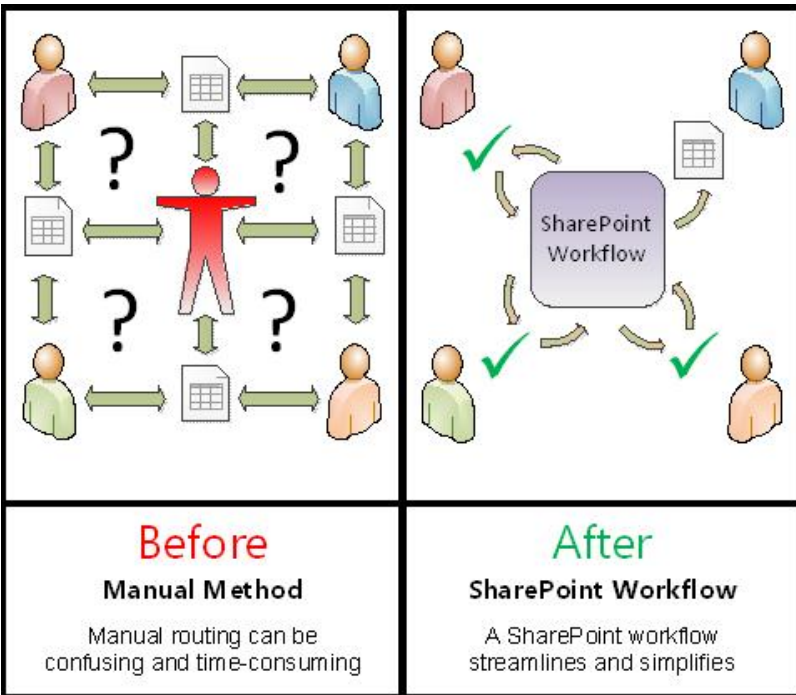 ?
?
?
?
SharePoint
Workflow
Before
Manual Method
Manual routing can be
confusing and time-consuming
After
SharePoint Workflow
A SharePoint workflow
streamlines and simplifies